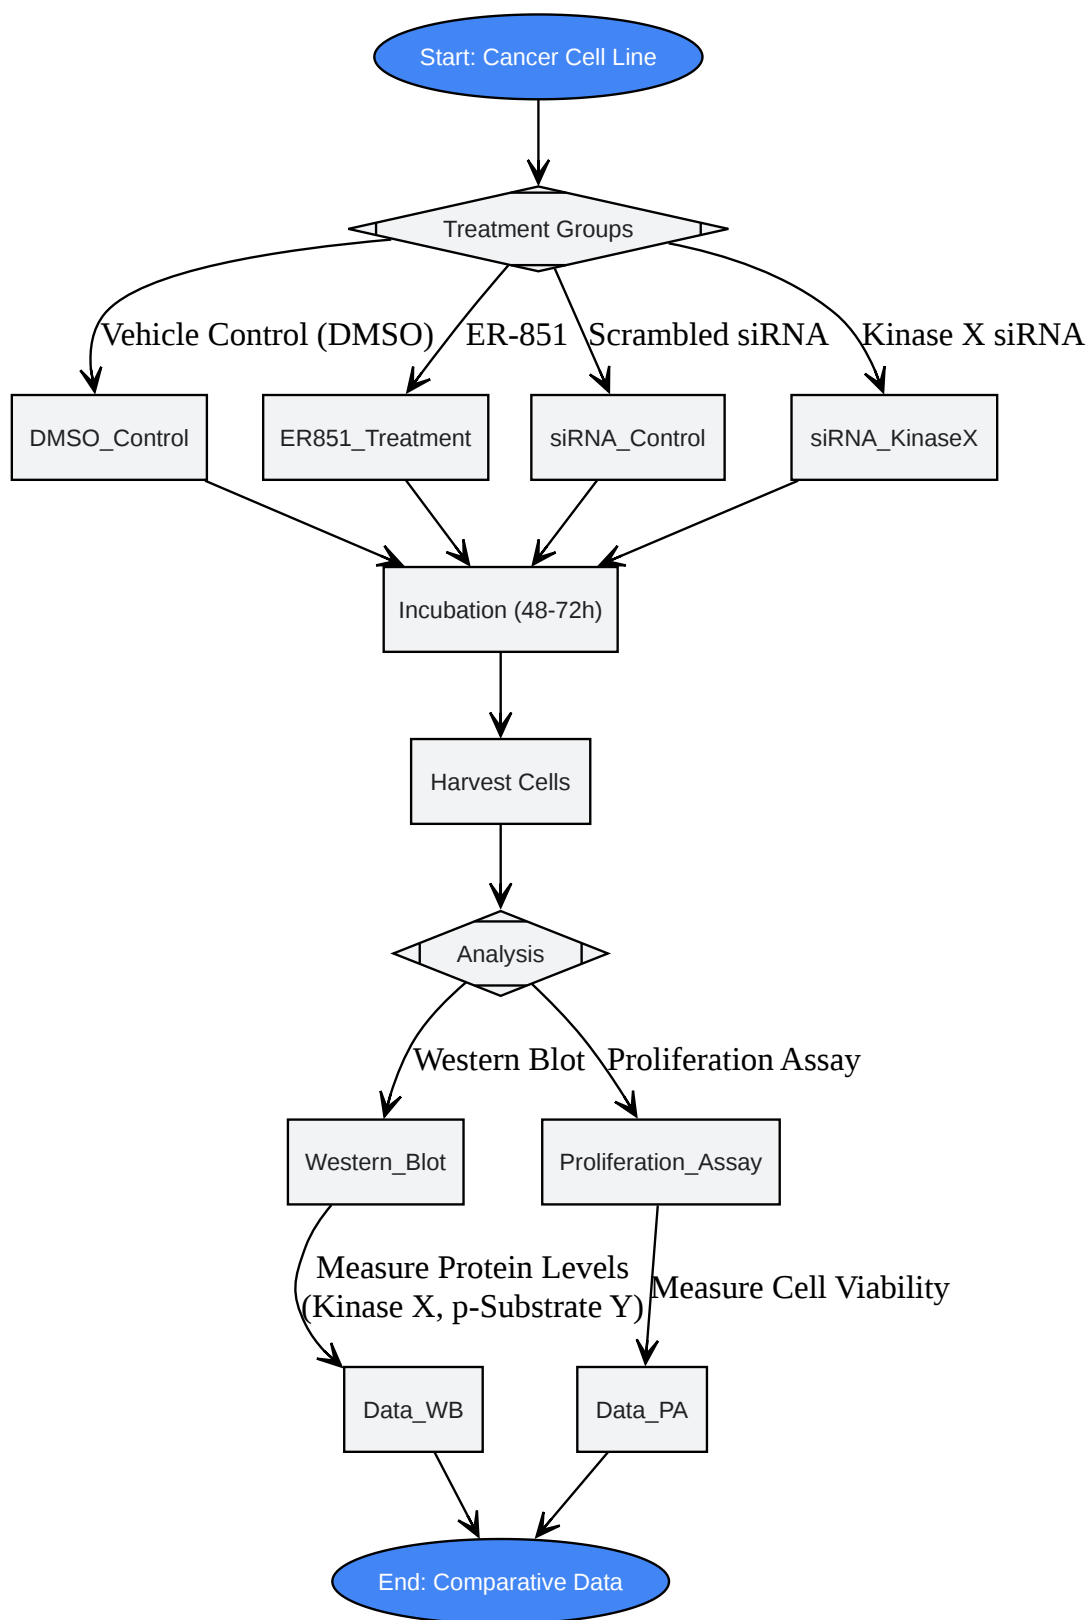 Start: Cancer Cell Line
Treatment Groups
Vehicle Control (DMSO)
ER-851
Scrambled siRNA
Kinase X siRNA
DMSO_Control
ER851_Treatment
siRNA_Control
siRNA_KinaseX
Incubation (48-72h)
Harvest Cells
Analysis
Western Blot
Proliferation Assay
Western_Blot
Proliferation_Assay
Measure Protein Levels
(Kinase X, p-Substrate Y)
Measure Cell Viability
Data_WB
Data_PA
End: Comparative Data